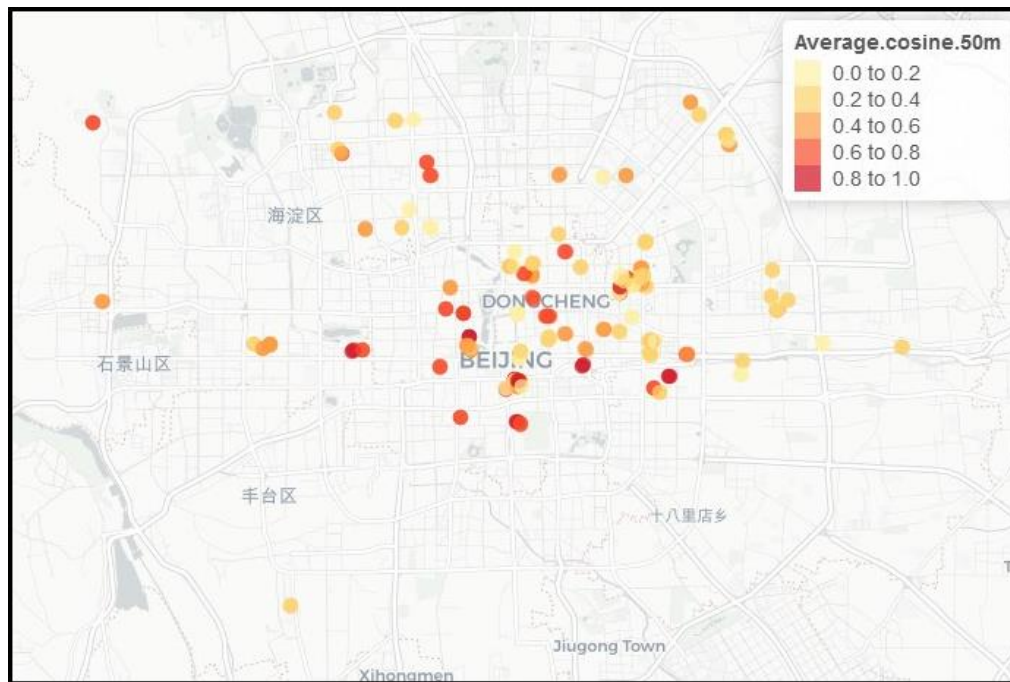 Average.cosine.50m
0.0 to 0.2
0.2 to 0.4
0.4 to 0.6
0.6 to 0.8
0.8 to 1.0
海淀区
DONGCHENG
石景山区
BEIJING
丰台区
十八里店乡
Jiugong Town
Xihongmen